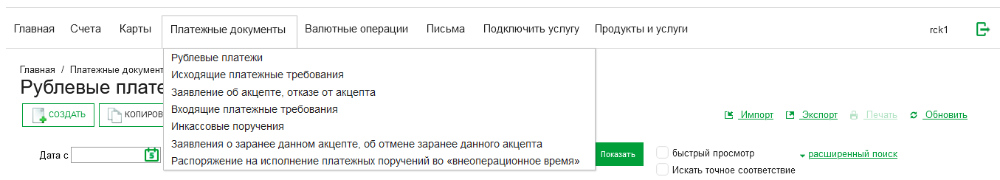 Главная Счета Карты Платежные документы Валютные операции Письма Подключить услугу Продукты и услуги rck1
Рублевые платежи
Главная / Платежные документ
Исходящие платежные требования
Рублевые плате
Заявление об акцепте, отказе от акцепта
Входящие платежные требования
СОЗДАТЬ КОПИРОВ Импорт Экспорт Печать Обновить
Инкассовые поручения
Заявления о заранее данном акцепте, об отмене заранее данного акцепта
Дата с 5 Показать быстрый просмотр расширенный поиск
Распоряжение на исполнение платежных поручений во «внеоперационное время»
Искать точное соответствие